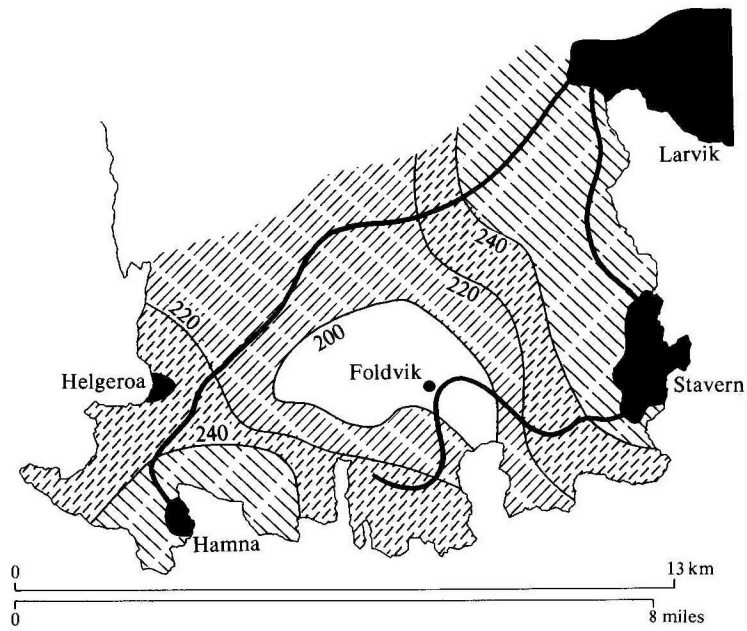 Larvik
240
220
220
200
Helgeroa
Foldvik
Stavern
240
Hamna
0
13 km
0
8 miles